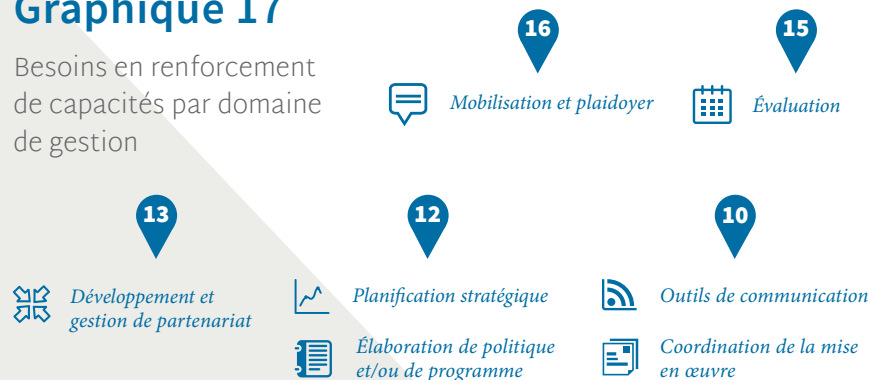 Graphique 17
Besoins en renforcement
de capacités par domaine
de gestion
16
Mobilisation et plaidoyer
15
Évaluation
13
Développement et
gestion de partenariat
12
Planification stratégique
Élaboration de politique
et/ou de programme
10
Outils de communication
Coordination de la mise
en œuvre